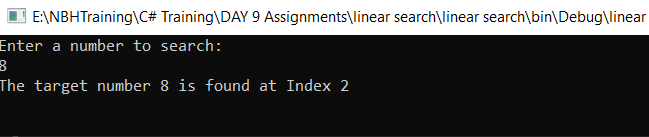 E:\NBHTraining\C# Training\DAY 9 Assignments\linear search\linear search\bin\Debug\linear
Enter a number to search:
8
The target number 8 is found at Index 2